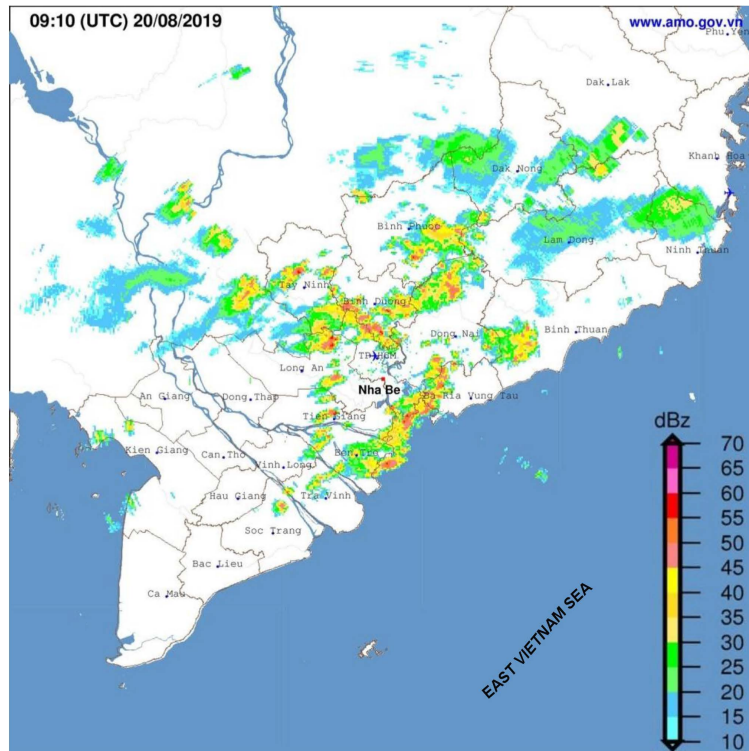 09:10 (UTC) 20/08/2019
www.amo.gov.vn
Phu Yen
Dak Lak
Khanh Hoa
Dak Nong
Binh Phuoc
Lam Dong
Ninh Thuan
Tay Ninh
Binh Duong
Dong Nai
Binh Thuan
TP.HCM
Long An
Nha Be
An Giang
Dong Thap
Ba Ria Vung Tau
Tien Giang
Kien Giang
Can Tho
Vinh Long
Ben Tre
Hau Giang
Tra Vinh
Soc Trang
Bac Lieu
Ca Mau
EAST VIETNAM SEA
dBz
70
65
60
55
50
45
40
35
30
25
20
15
10